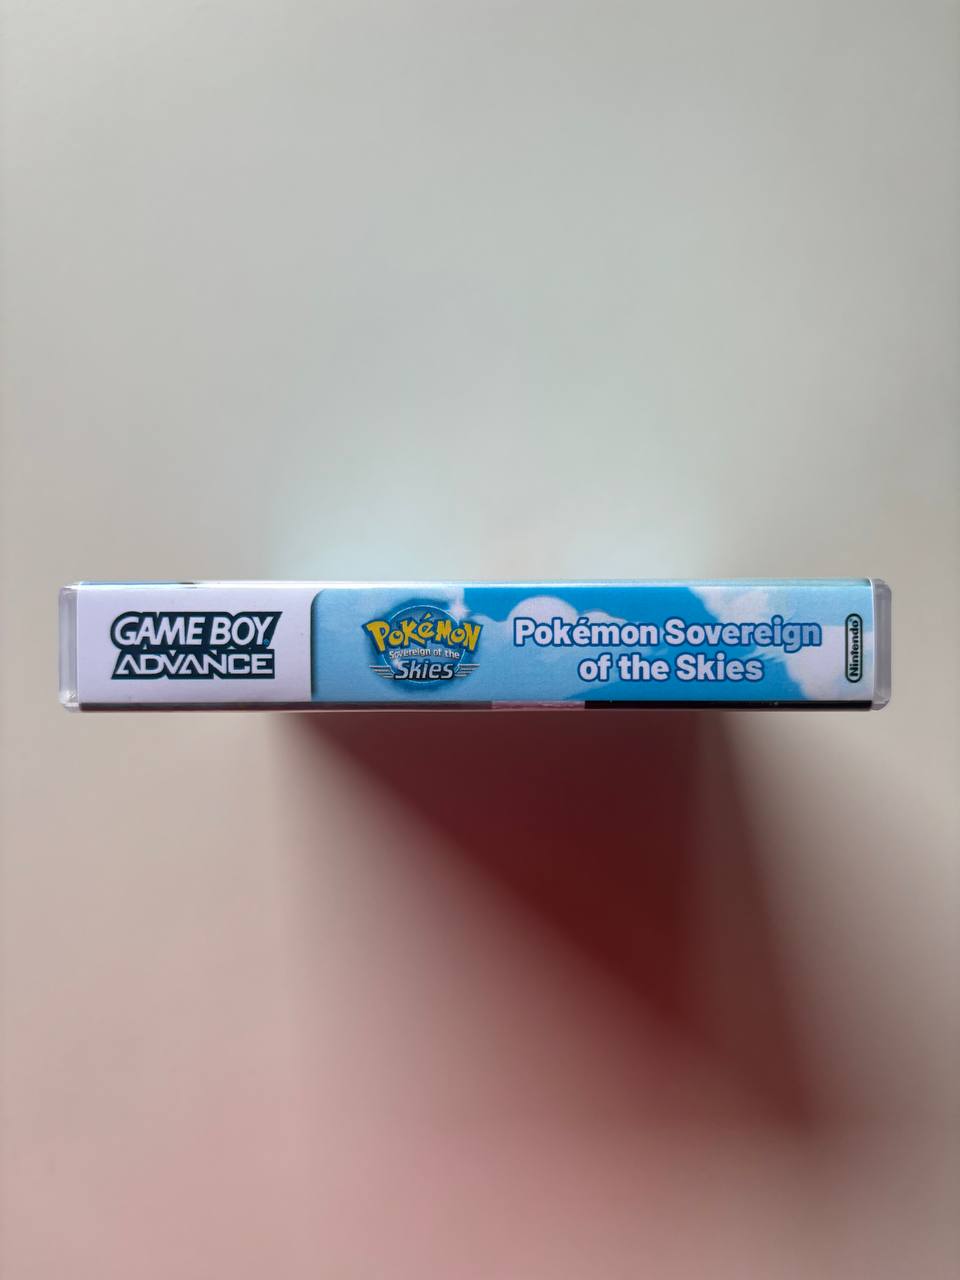 GAME BOY
ADVANCE
POKéMON
Sovereign of the
Skies
Pokémon Sovereign
of the Skies
Nintendo